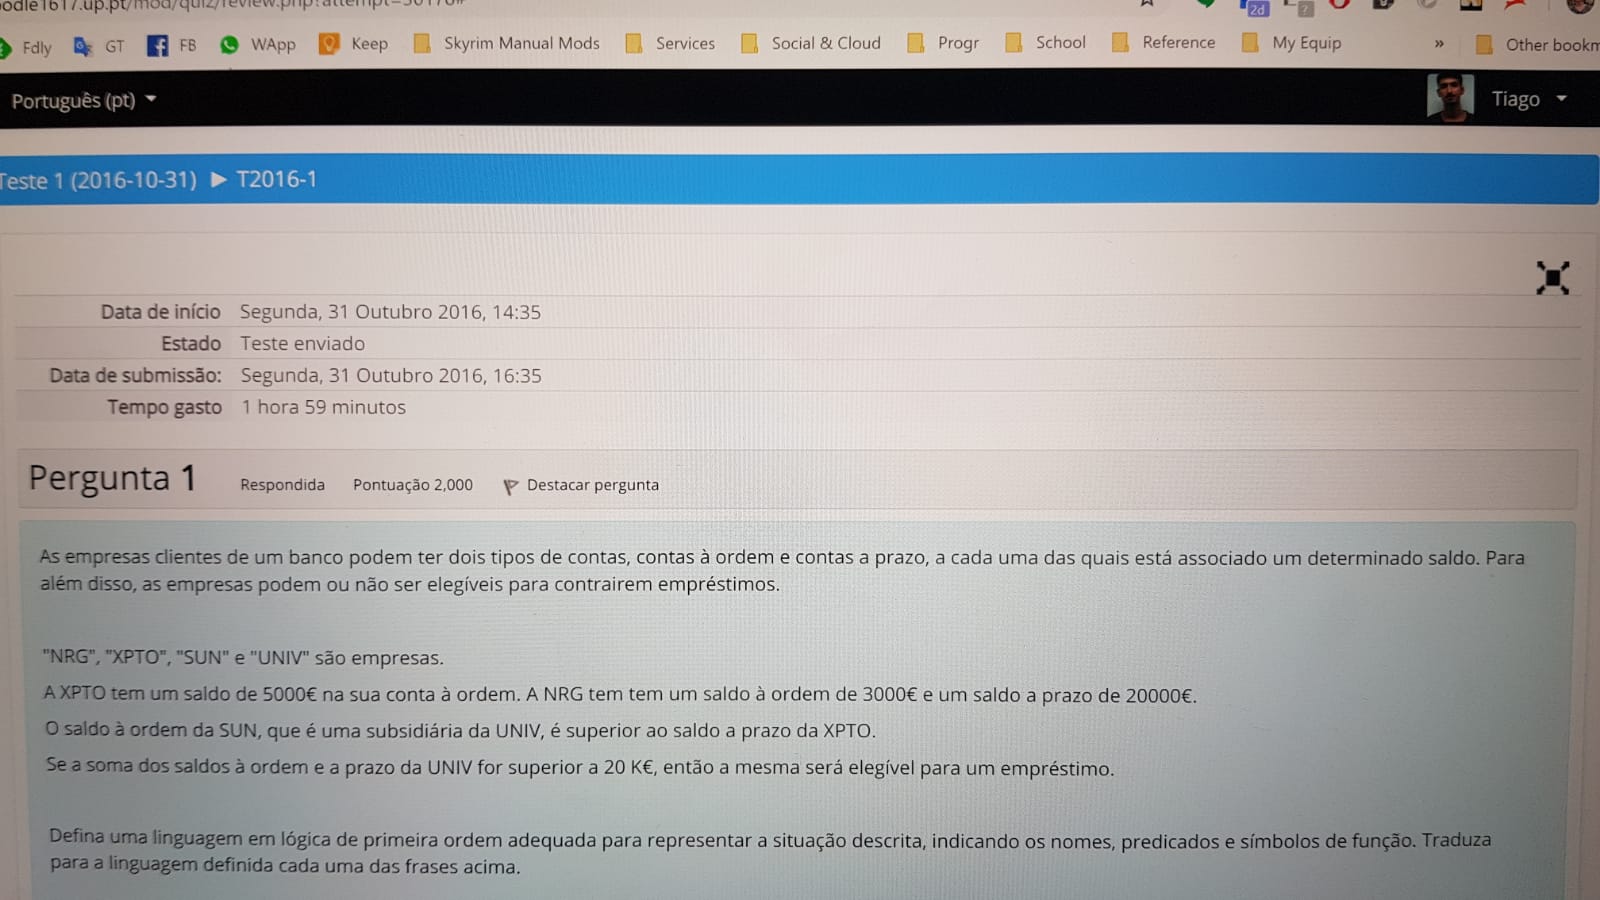 Fdly GT FB WApp Keep Skyrim Manual Mods Services Social & Cloud Progr School Reference My Equip » Other bookm
2d ?
Português (pt) Tiago
Teste 1 (2016-10-31) ▶ T2016-1
Data de início Segunda, 31 Outubro 2016, 14:35
Estado Teste enviado
Data de submissão: Segunda, 31 Outubro 2016, 16:35
Tempo gasto 1 hora 59 minutos
Pergunta 1 Respondida Pontuação 2,000 Destacar pergunta
As empresas clientes de um banco podem ter dois tipos de contas, contas à ordem e contas a prazo, a cada uma das quais está associado um determinado saldo. Para
além disso, as empresas podem ou não ser elegíveis para contrairem empréstimos.
"NRG", "XPTO", "SUN" e "UNIV" são empresas.
A XPTO tem um saldo de 5000€ na sua conta à ordem. A NRG tem tem um saldo à ordem de 3000€ e um saldo a prazo de 20000€.
O saldo à ordem da SUN, que é uma subsidiária da UNIV, é superior ao saldo a prazo da XPTO.
Se a soma dos saldos à ordem e a prazo da UNIV for superior a 20 K€, então a mesma será elegível para um empréstimo.
Defina uma linguagem em lógica de primeira ordem adequada para representar a situação descrita, indicando os nomes, predicados e símbolos de função. Traduza
para a linguagem definida cada uma das frases acima.